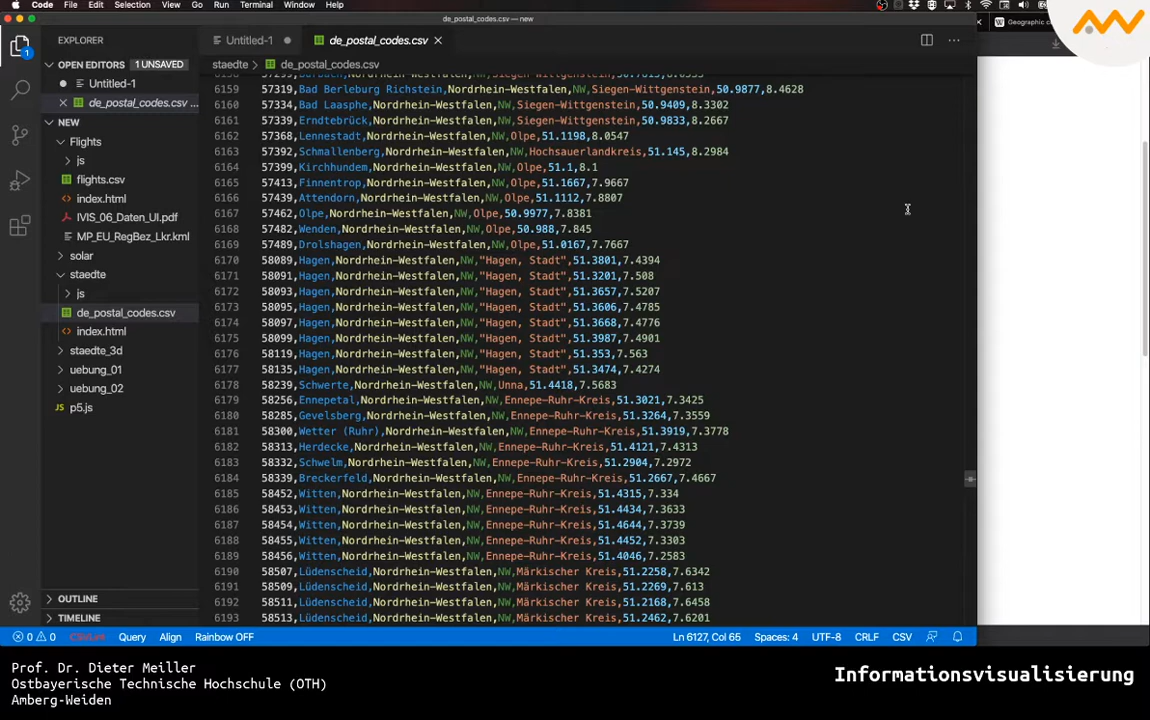 Code File Edit Selection View Go Run Terminal Window Help
de_postal_codes.csv — new
Geographic c
EXPLORER
Untitled-1
de_postal_codes.csv
OPEN EDITORS 1 UNSAVED
staedte > de_postal_codes.csv
Untitled-1
de_postal_codes.csv ...
NEW
Flights
js
flights.csv
index.html
IVIS_06_Daten_UI.pdf
MP_EU_RegBez_Lkr.kml
solar
staedte
js
de_postal_codes.csv
index.html
staedte_3d
uebung_01
uebung_02
p5.js
OUTLINE
TIMELINE
6159 57319,Bad Berleburg Richstein,Nordrhein-Westfalen,NW,Siegen-Wittgenstein,50.9877,8.4628
6160 57334,Bad Laasphe,Nordrhein-Westfalen,NW,Siegen-Wittgenstein,50.9409,8.3302
6161 57339,Erndtebrück,Nordrhein-Westfalen,NW,Siegen-Wittgenstein,50.9833,8.2667
6162 57368,Lennestadt,Nordrhein-Westfalen,NW,Olpe,51.1198,8.0547
6163 57392,Schmallenberg,Nordrhein-Westfalen,NW,Hochsauerlandkreis,51.145,8.2984
6164 57399,Kirchhundem,Nordrhein-Westfalen,NW,Olpe,51.1,8.1
6165 57413,Finnentrop,Nordrhein-Westfalen,NW,Olpe,51.1667,7.9667
6166 57439,Attendorn,Nordrhein-Westfalen,NW,Olpe,51.1112,7.8807
6167 57462,Olpe,Nordrhein-Westfalen,NW,Olpe,50.9977,7.8381
6168 57482,Wenden,Nordrhein-Westfalen,NW,Olpe,50.988,7.845
6169 57489,Drolshagen,Nordrhein-Westfalen,NW,Olpe,51.0167,7.7667
6170 58089,Hagen,Nordrhein-Westfalen,NW,"Hagen, Stadt",51.3801,7.4394
6171 58091,Hagen,Nordrhein-Westfalen,NW,"Hagen, Stadt",51.3201,7.508
6172 58093,Hagen,Nordrhein-Westfalen,NW,"Hagen, Stadt",51.3657,7.5207
6173 58095,Hagen,Nordrhein-Westfalen,NW,"Hagen, Stadt",51.3606,7.4785
6174 58097,Hagen,Nordrhein-Westfalen,NW,"Hagen, Stadt",51.3668,7.4776
6175 58099,Hagen,Nordrhein-Westfalen,NW,"Hagen, Stadt",51.3987,7.4901
6176 58119,Hagen,Nordrhein-Westfalen,NW,"Hagen, Stadt",51.353,7.563
6177 58135,Hagen,Nordrhein-Westfalen,NW,"Hagen, Stadt",51.3474,7.4274
6178 58239,Schwerte,Nordrhein-Westfalen,NW,Unna,51.4418,7.5683
6179 58256,Ennepetal,Nordrhein-Westfalen,NW,Ennepe-Ruhr-Kreis,51.3021,7.3425
6180 58285,Gevelsberg,Nordrhein-Westfalen,NW,Ennepe-Ruhr-Kreis,51.3264,7.3559
6181 58300,Wetter (Ruhr),Nordrhein-Westfalen,NW,Ennepe-Ruhr-Kreis,51.3919,7.3778
6182 58313,Herdecke,Nordrhein-Westfalen,NW,Ennepe-Ruhr-Kreis,51.4121,7.4313
6183 58332,Schwelm,Nordrhein-Westfalen,NW,Ennepe-Ruhr-Kreis,51.2904,7.2972
6184 58339,Breckerfeld,Nordrhein-Westfalen,NW,Ennepe-Ruhr-Kreis,51.2667,7.4667
6185 58452,Witten,Nordrhein-Westfalen,NW,Ennepe-Ruhr-Kreis,51.4315,7.334
6186 58453,Witten,Nordrhein-Westfalen,NW,Ennepe-Ruhr-Kreis,51.4434,7.3633
6187 58454,Witten,Nordrhein-Westfalen,NW,Ennepe-Ruhr-Kreis,51.4644,7.3739
6188 58455,Witten,Nordrhein-Westfalen,NW,Ennepe-Ruhr-Kreis,51.4452,7.3303
6189 58456,Witten,Nordrhein-Westfalen,NW,Ennepe-Ruhr-Kreis,51.4046,7.2583
6190 58507,Lüdenscheid,Nordrhein-Westfalen,NW,Märkischer Kreis,51.2258,7.6342
6191 58509,Lüdenscheid,Nordrhein-Westfalen,NW,Märkischer Kreis,51.2269,7.613
6192 58511,Lüdenscheid,Nordrhein-Westfalen,NW,Märkischer Kreis,51.2168,7.6458
6193 58513,Lüdenscheid,Nordrhein-Westfalen,NW,Märkischer Kreis,51.2462,7.6201
0 0 CSVLint Query Align Rainbow OFF Ln 6127, Col 65 Spaces: 4 UTF-8 CRLF CSV
Prof. Dr. Dieter Meiller
Ostbayerische Technische Hochschule (OTH)
Amberg-Weiden
Informationsvisualisierung